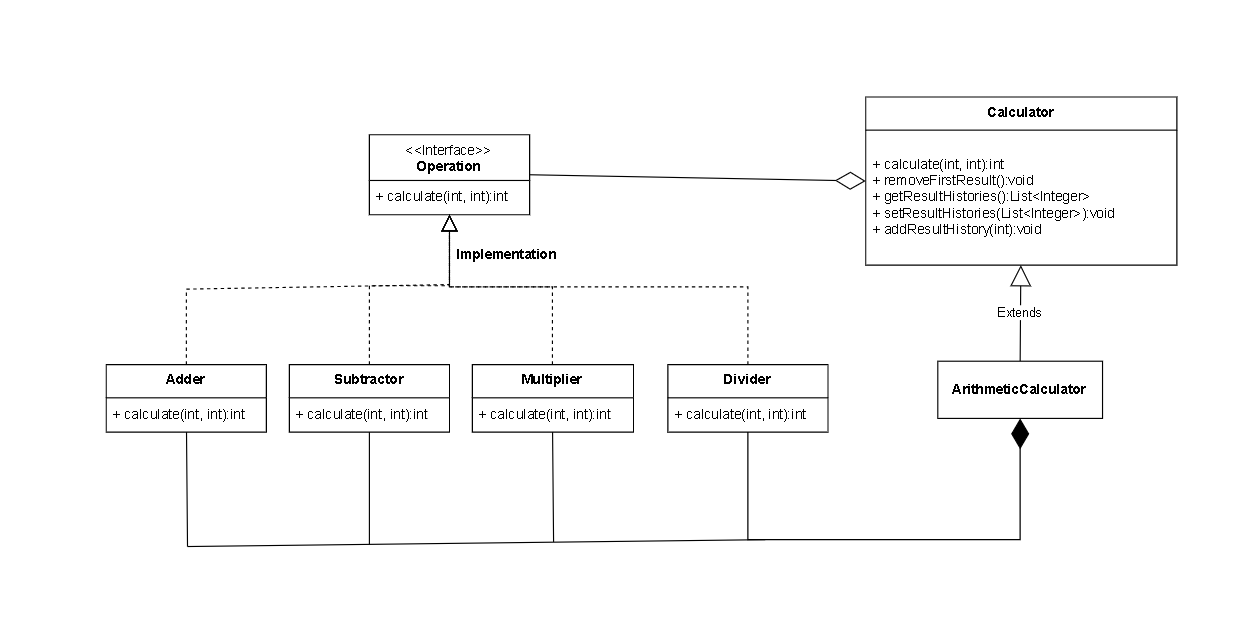 Calculator
+ calculate(int, int):int
+ removeFirstResult():void
+ getResultHistories():List<Integer>
+ setResultHistories(List<Integer>):void
+ addResultHistory(int):void
<<Interface>>
Operation
+ calculate(int, int):int
Implementation
Extends
Adder
+ calculate(int, int):int
Subtractor
+ calculate(int, int):int
Multiplier
+ calculate(int, int):int
Divider
+ calculate(int, int):int
ArithmeticCalculator